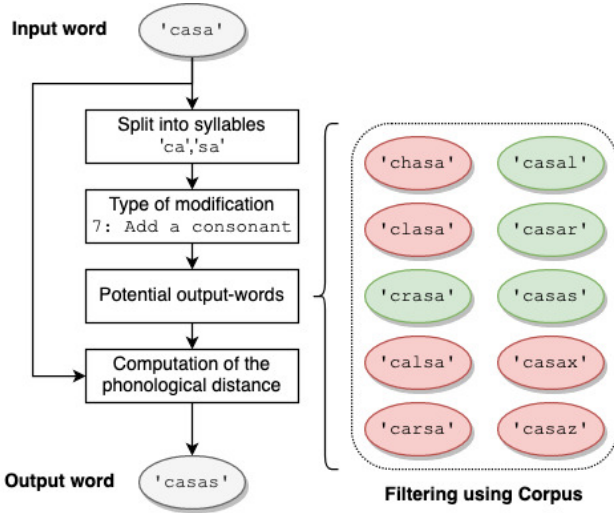 Input word
'casa'
Split into syllables
'ca','sa'
Type of modification
7: Add a consonant
Potential output-words
Computation of the
phonological distance
Output word
'casas'
'chasa' 'casal'
'clasa' 'casar'
'crasa' 'casas'
'calsa' 'casax'
'carsa' 'casaz'
Filtering using Corpus